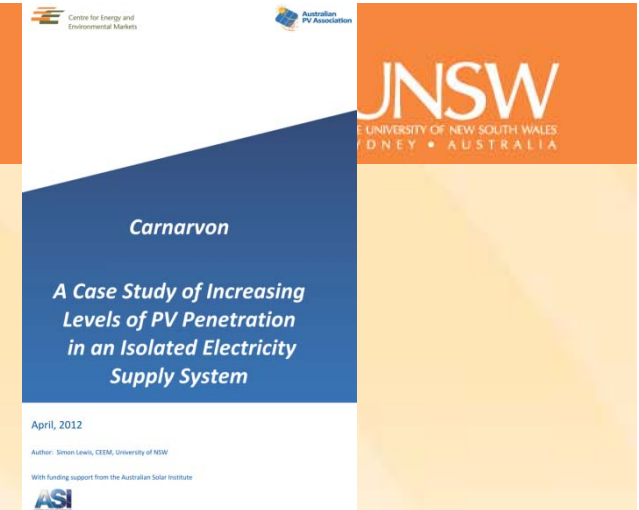 Centre for Energy and
Environmental Markets
Australian
PV Association
UNSW
THE UNIVERSITY OF NEW SOUTH WALES
SYDNEY • AUSTRALIA
Carnarvon
A Case Study of Increasing
Levels of PV Penetration
in an Isolated Electricity
Supply System
April, 2012
Author: Simon Lewis, CEEM, University of NSW
With funding support from the Australian Solar Institute
ASI